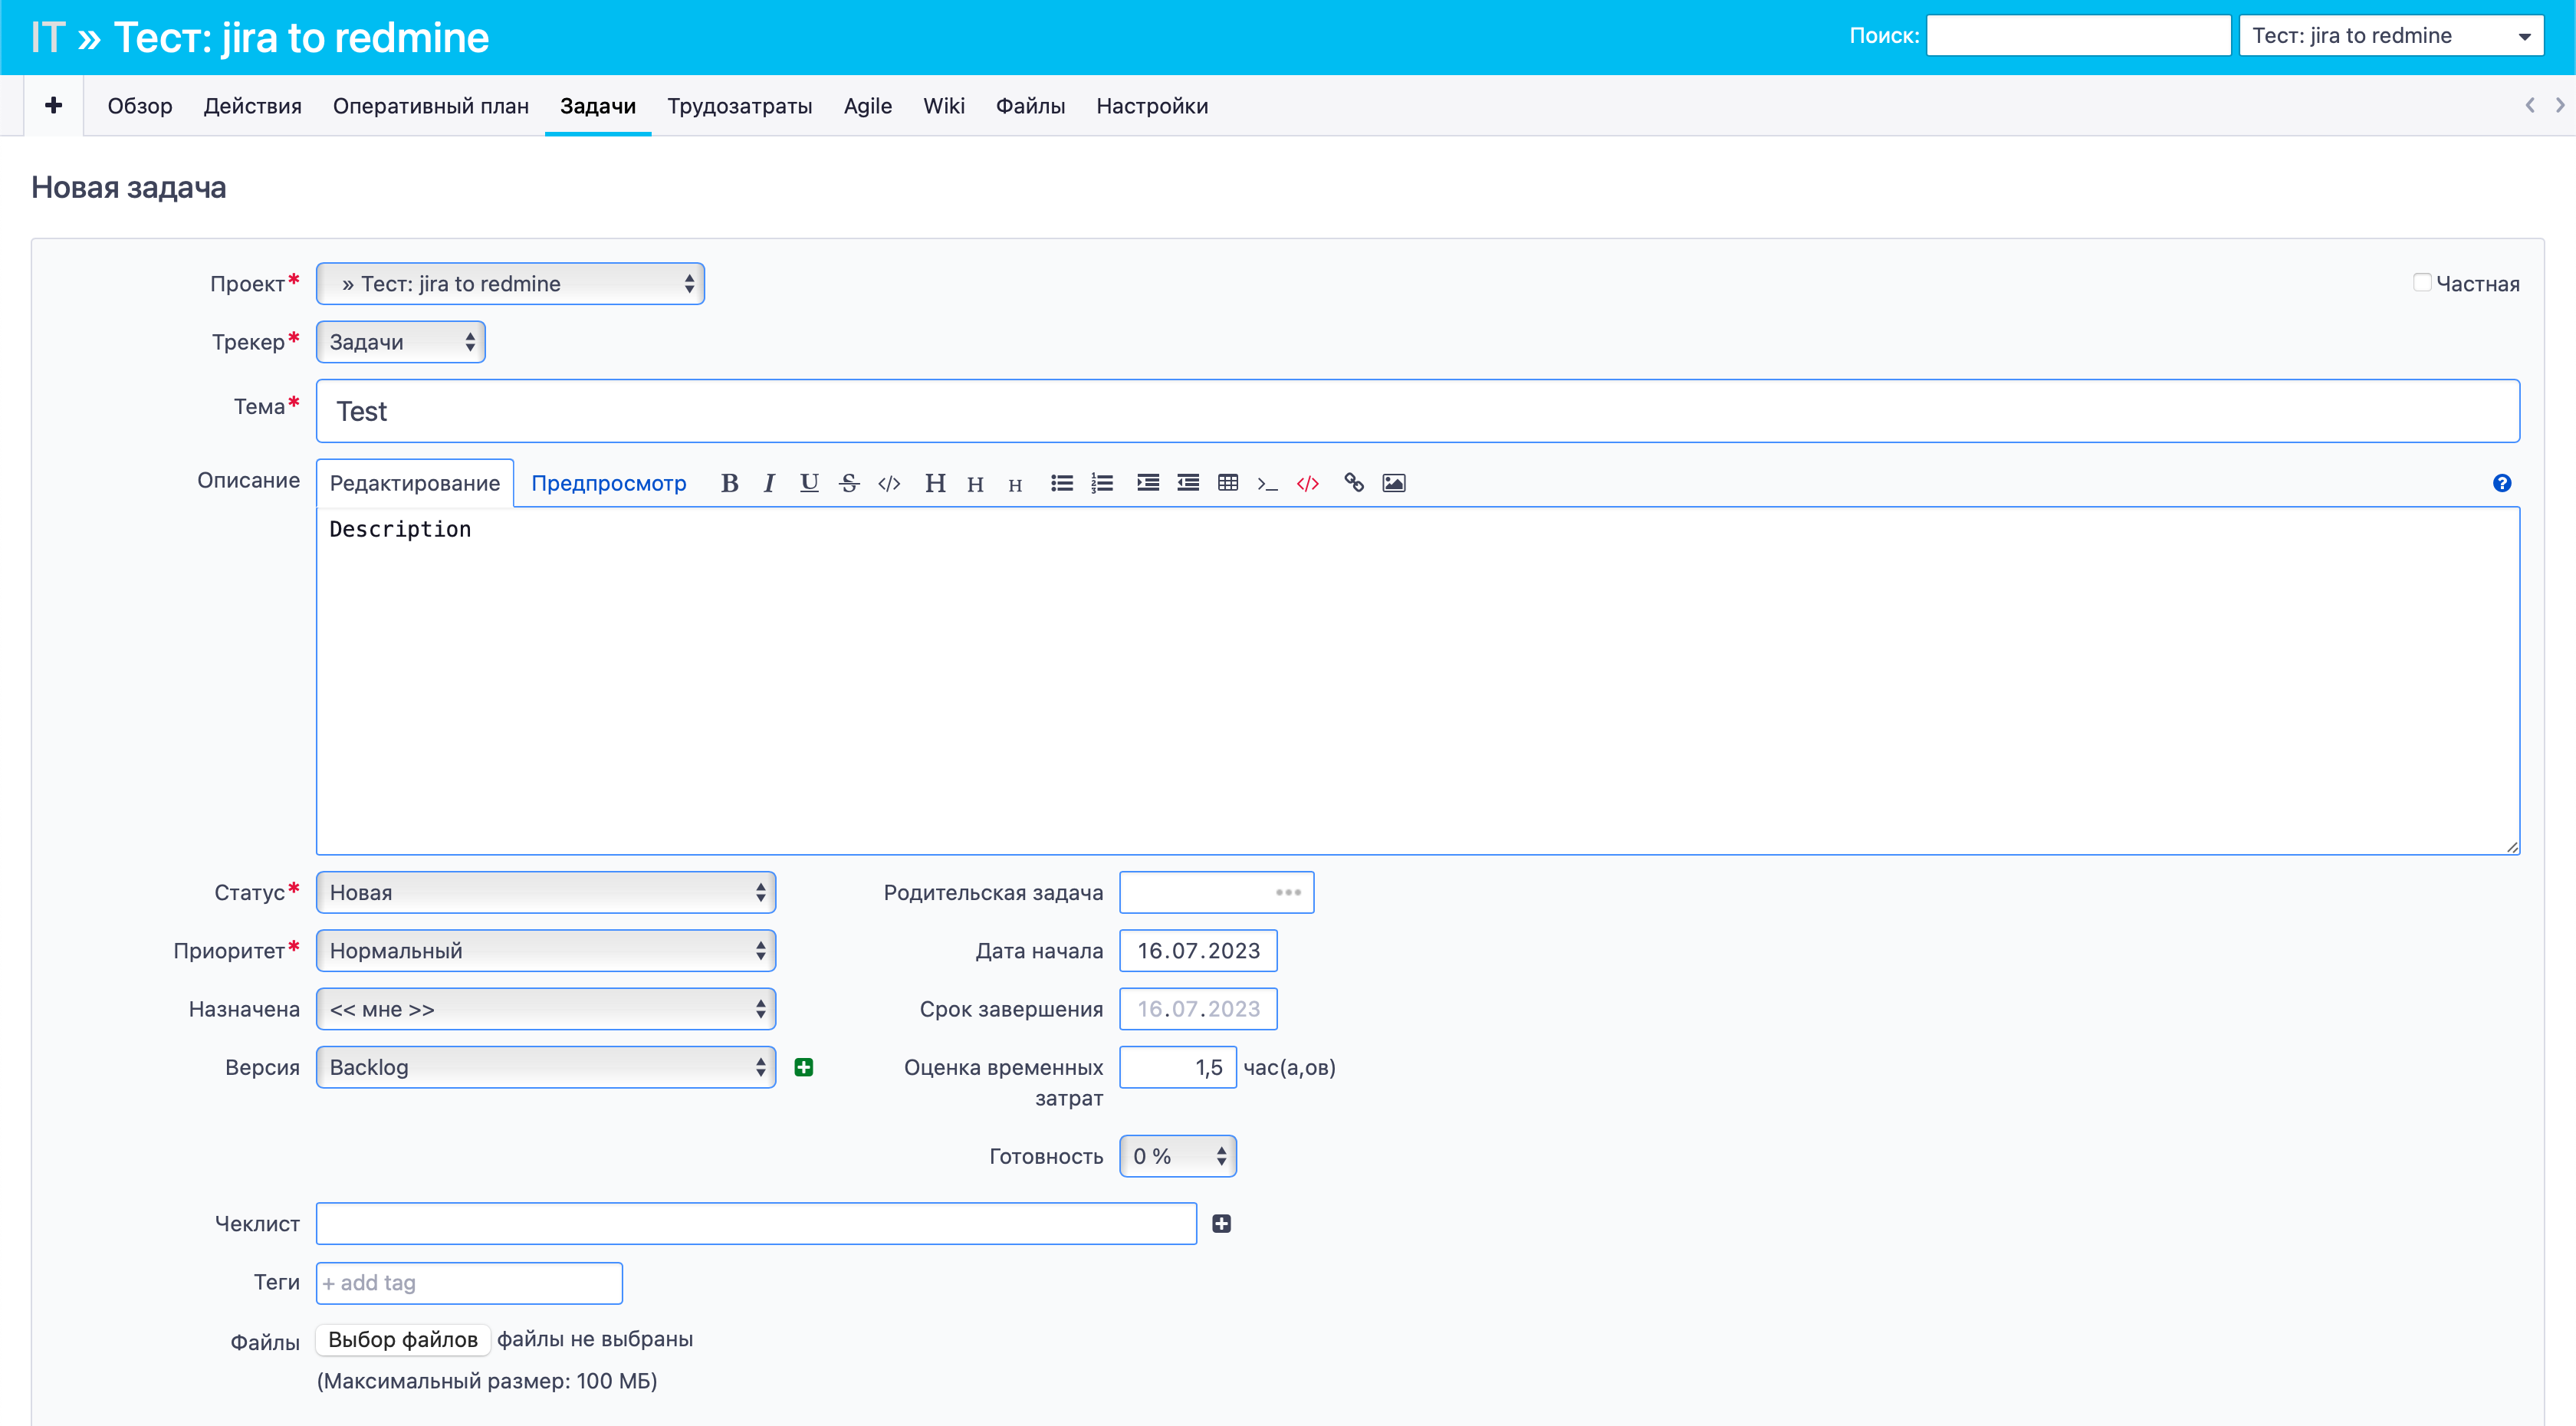 IT » Тест: jira to redmine
Поиск: Тест: jira to redmine
+ Обзор Действия Оперативный план Задачи Трудозатраты Agile Wiki Файлы Настройки
Новая задача
Проект* » Тест: jira to redmine Частная
Трекер* Задачи
Тема* Test
Описание Редактирование Предпросмотр B I U S </> H H H >_ </> ?
Description
Статус* Новая Родительская задача
Приоритет* Нормальный Дата начала 16.07.2023
Назначена << мне >> Срок завершения 16.07.2023
Версия Backlog Оценка временных затрат 1,5 час(а,ов)
Готовность 0 %
Чеклист
Теги + add tag
Файлы Выбор файлов файлы не выбраны
(Максимальный размер: 100 МБ)